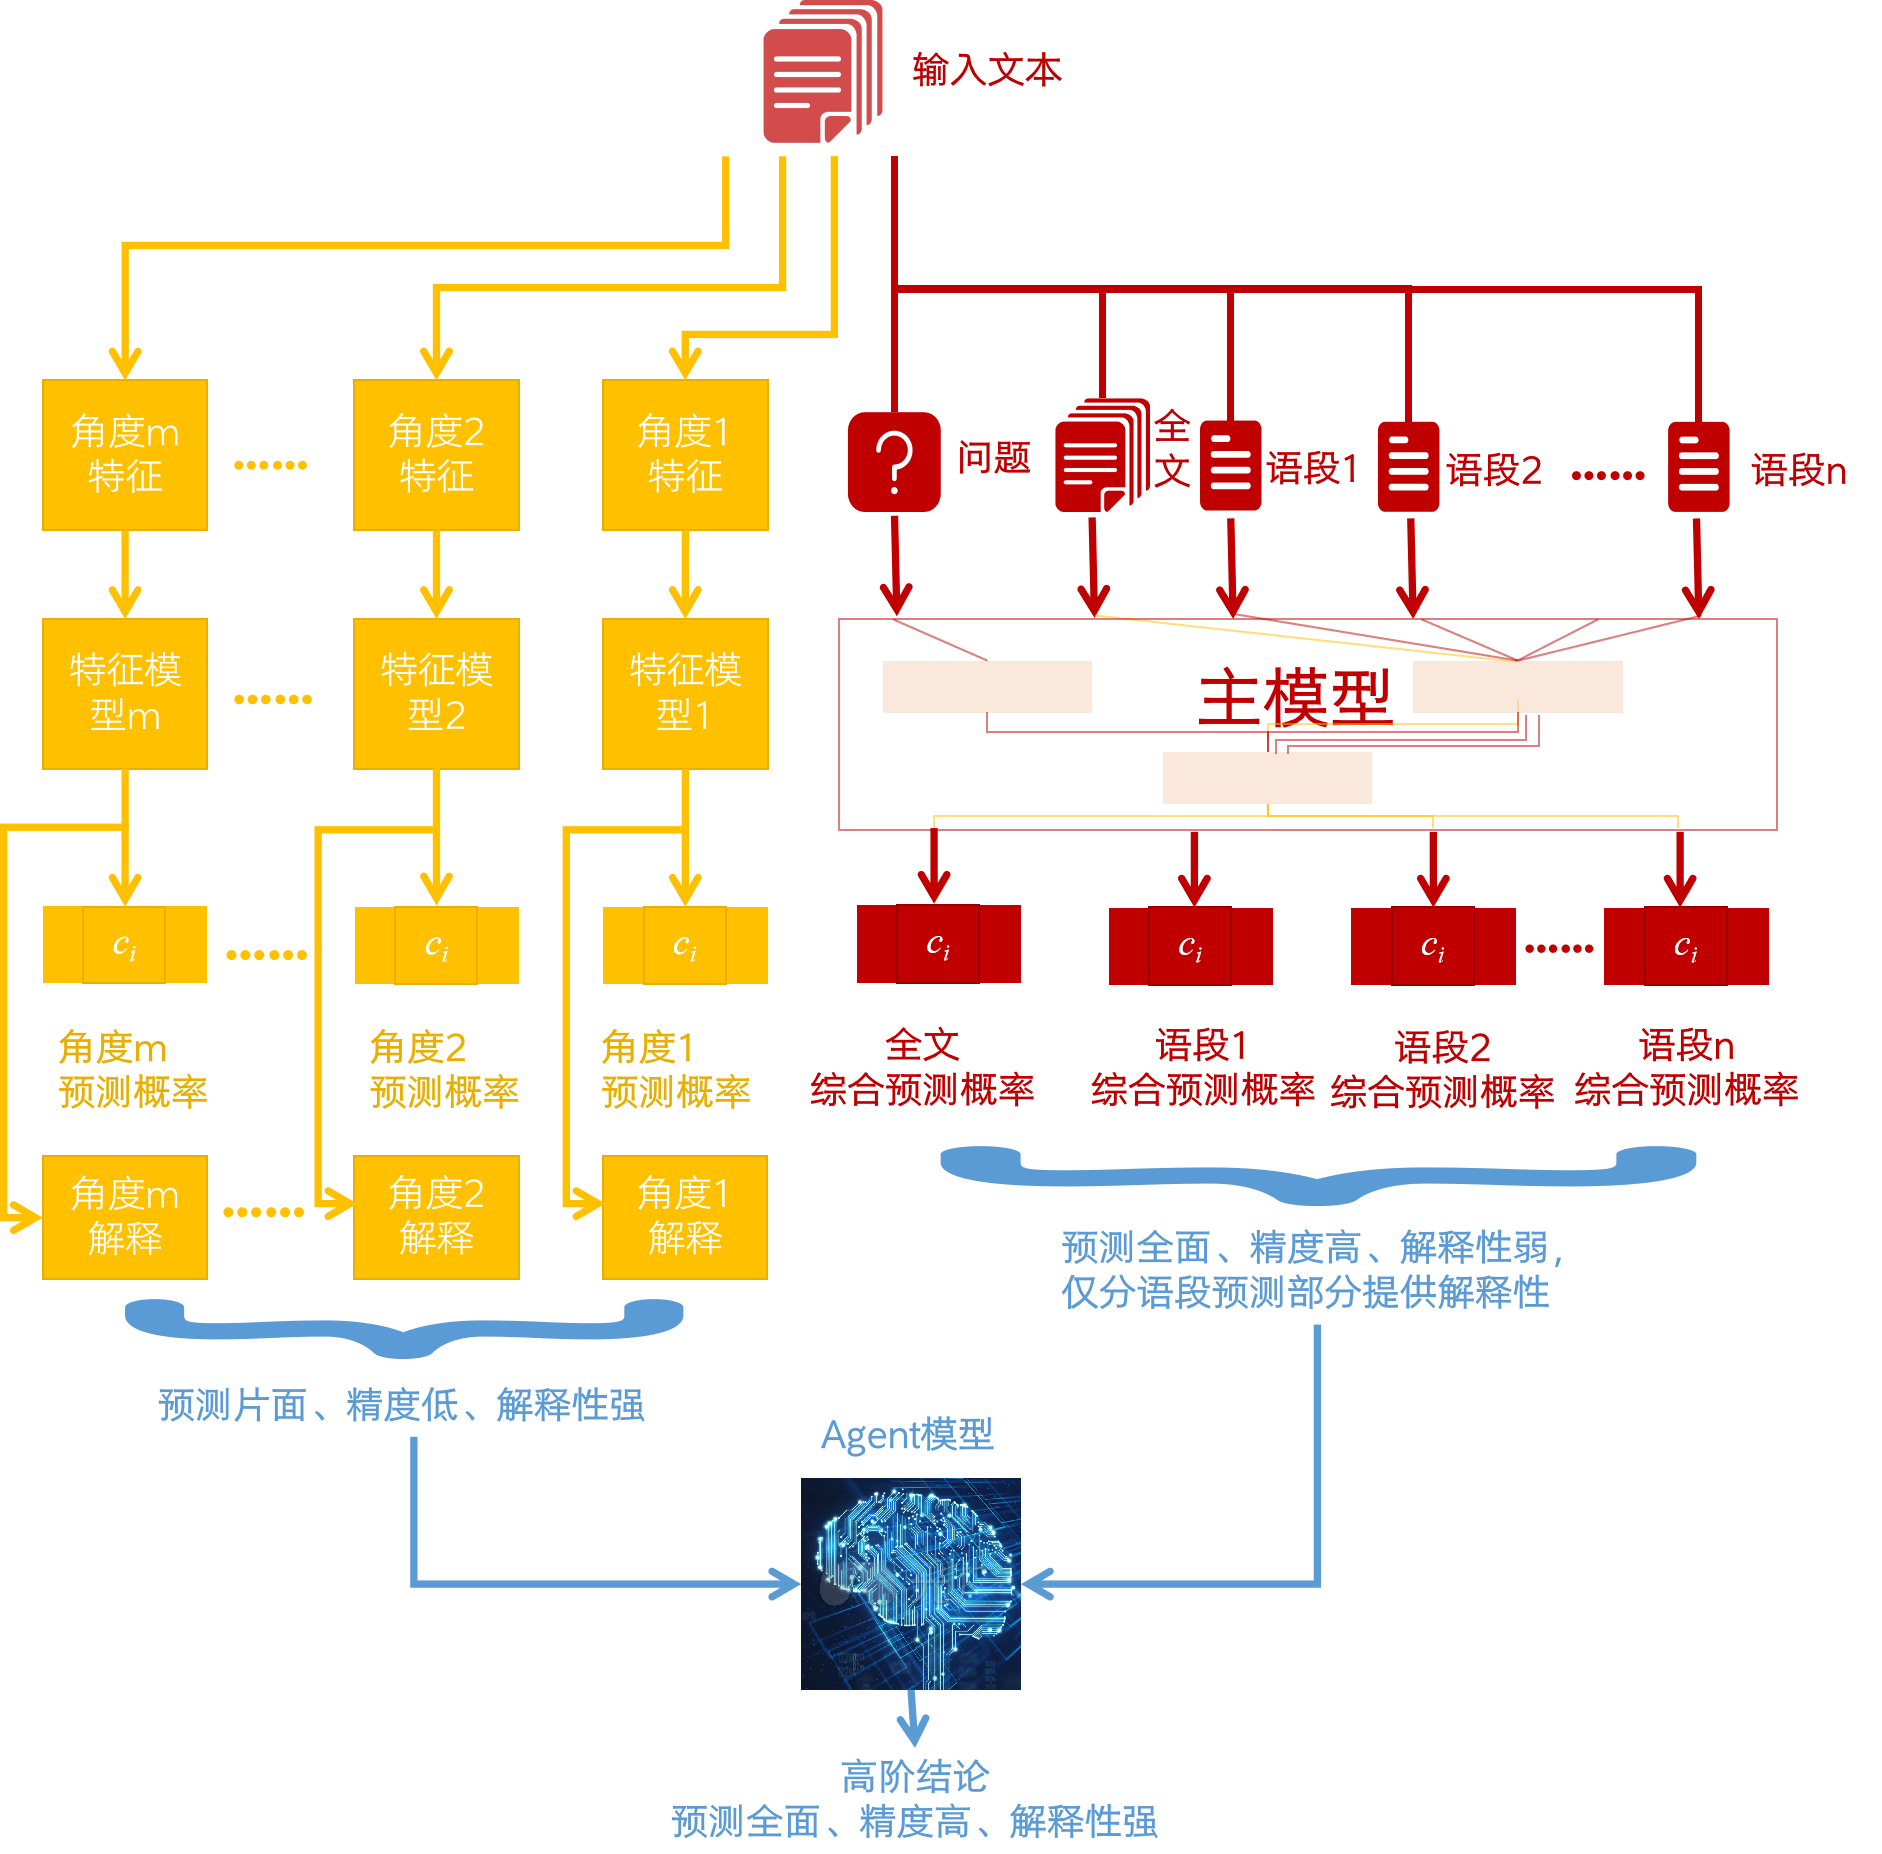 输入文本
角度m
特征
······
角度2
特征
角度1
特征
问题
全
文
语段1
语段2
······
语段n
特征模
型m
······
特征模
型2
特征模
型1
主模型
c_i
······
c_i
c_i
c_i
c_i
c_i
······
c_i
角度m
预测概率
角度2
预测概率
角度1
预测概率
全文
综合预测概率
语段1
综合预测概率
语段2
综合预测概率
语段n
综合预测概率
角度m
解释
······
角度2
解释
角度1
解释
预测全面、精度高、解释性弱，
仅分语段预测部分提供解释性
预测片面、精度低、解释性强
Agent模型
高阶结论
预测全面、精度高、解释性强